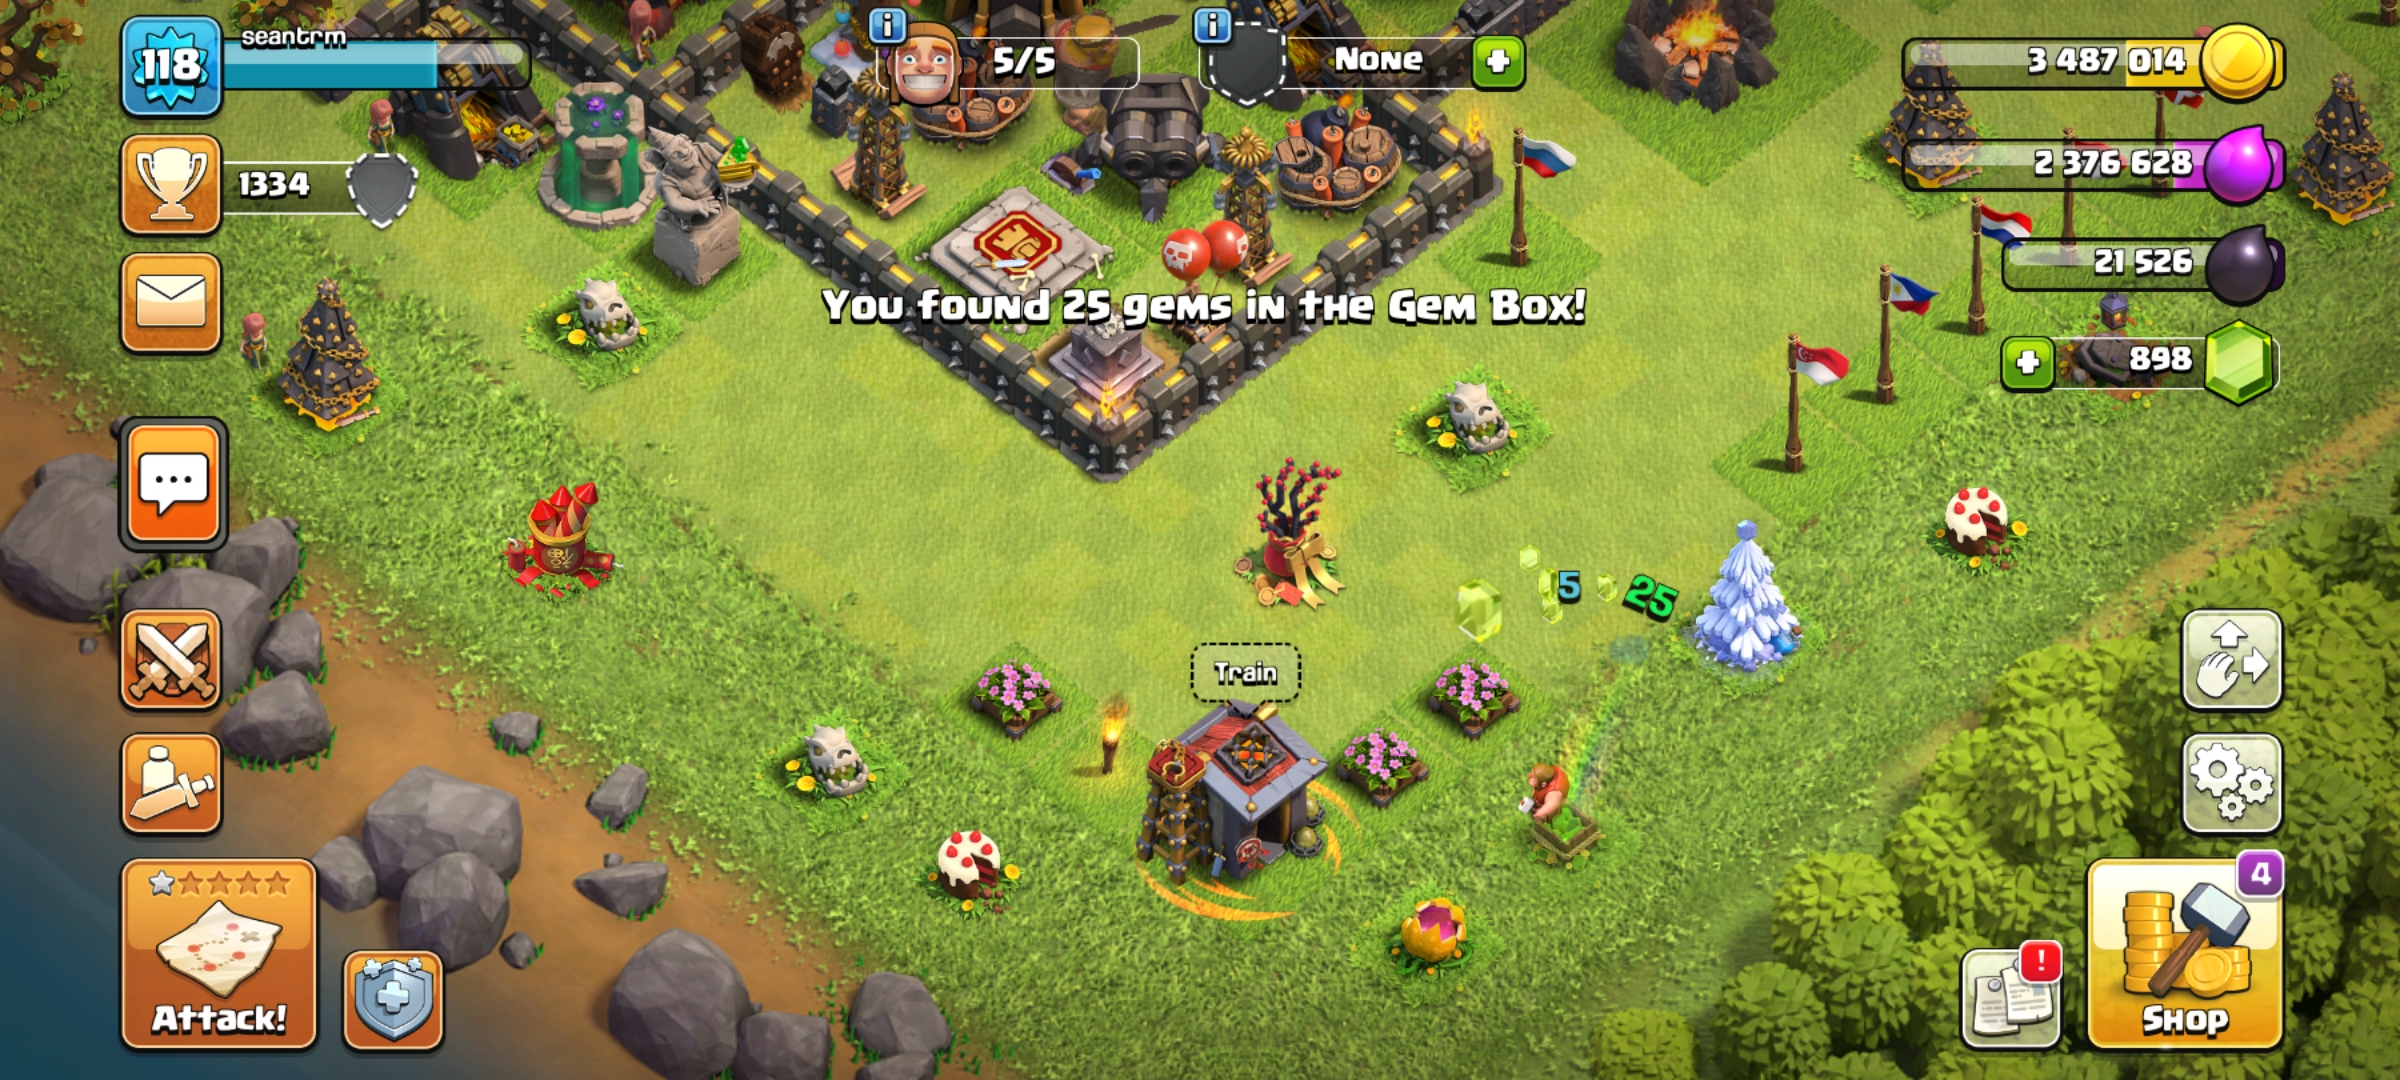 seantrm
118
5/5
None
3 487 014
1334
2 376 628
21 526
You found 25 gems in the Gem Box!
898
5
25
Train
4
Attack!
!
Shop